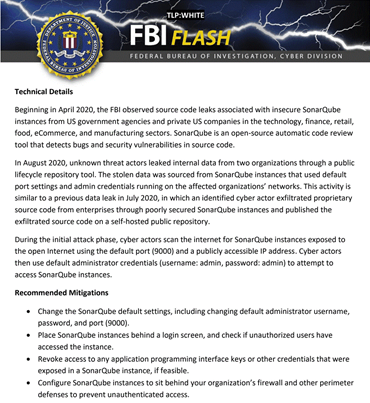 TLP:WHITE
FBI FLASH
FEDERAL BUREAU OF INVESTIGATION, CYBER DIVISION
Technical Details
Beginning in April 2020, the FBI observed source code leaks associated with insecure SonarQube
instances from US government agencies and private US companies in the technology, finance, retail,
food, eCommerce, and manufacturing sectors. SonarQube is an open-source automatic code review
tool that detects bugs and security vulnerabilities in source code.
In August 2020, unknown threat actors leaked internal data from two organizations through a public
lifecycle repository tool. The stolen data was sourced from SonarQube instances that used default
port settings and admin credentials running on the affected organizations' networks. This activity is
similar to a previous data leak in July 2020, in which an identified cyber actor exfiltrated proprietary
source code from enterprises through poorly secured SonarQube instances and published the
exfiltrated source code on a self-hosted public repository.
During the initial attack phase, cyber actors scan the internet for SonarQube instances exposed to
the open Internet using the default port (9000) and a publicly accessible IP address. Cyber actors
then use default administrator credentials (username: admin, password: admin) to attempt to
access SonarQube instances.
Recommended Mitigations
• Change the SonarQube default settings, including changing default administrator username,
password, and port (9000).
• Place SonarQube instances behind a login screen, and check if unauthorized users have
accessed the instance.
• Revoke access to any application programming interface keys or other credentials that were
exposed in a SonarQube instance, if feasible.
• Configure SonarQube instances to sit behind your organization's firewall and other perimeter
defenses to prevent unauthenticated access.